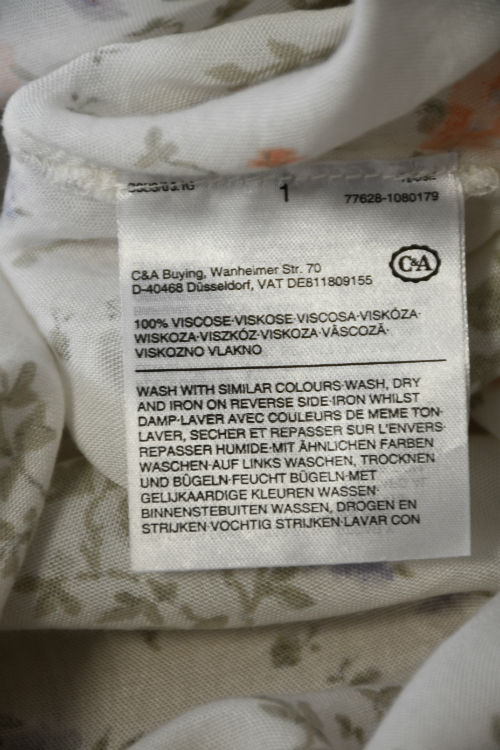 1
77628-1080179
C&A
C&A Buying, Wanheimer Str. 70
D-40468 Düsseldorf, VAT DE811809155
100% VISCOSE·VISKOSE·VISCOSA·VISKÓZA·
WISKOZA·VISZKÓZ·VISKOZA·VÂSCOZĂ·
VISKOZNO VLAKNO
WASH WITH SIMILAR COLOURS·WASH, DRY
AND IRON ON REVERSE SIDE·IRON WHILST
DAMP·LAVER AVEC COULEURS DE MEME TON·
LAVER, SECHER ET REPASSER SUR L'ENVERS·
REPASSER HUMIDE·MIT ÄHNLICHEN FARBEN
WASCHEN·AUF LINKS WASCHEN, TROCKNEN
UND BÜGELN·FEUCHT BÜGELN·MET
GELIJKAARDIGE KLEUREN WASSEN·
BINNENSTEBUITEN WASSEN, DROGEN EN
STRIJKEN·VOCHTIG STRIJKEN·LAVAR CON